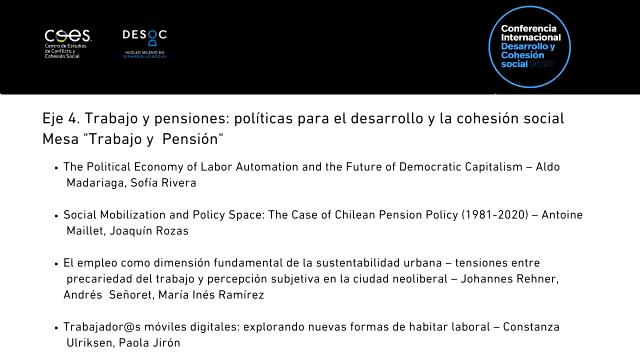 COES
Centro de Estudios
de Conflicto y
Cohesión Social
DESOC
NÚCLEO MILENIO EN
DESARROLLO SOCIAL
Conferencia
Internacional
Desarrollo y
Cohesión
social
Eje 4. Trabajo y pensiones: políticas para el desarrollo y la cohesión social
Mesa "Trabajo y  Pensión"
• The Political Economy of Labor Automation and the Future of Democratic Capitalism – Aldo
Madariaga, Sofía Rivera
• Social Mobilization and Policy Space: The Case of Chilean Pension Policy (1981-2020) – Antoine
Maillet, Joaquín Rozas
• El empleo como dimensión fundamental de la sustentabilidad urbana – tensiones entre
precariedad del trabajo y percepción subjetiva en la ciudad neoliberal – Johannes Rehner,
Andrés  Señoret, María Inés Ramírez
• Trabajador@s móviles digitales: explorando nuevas formas de habitar laboral – Constanza
Ulriksen, Paola Jirón